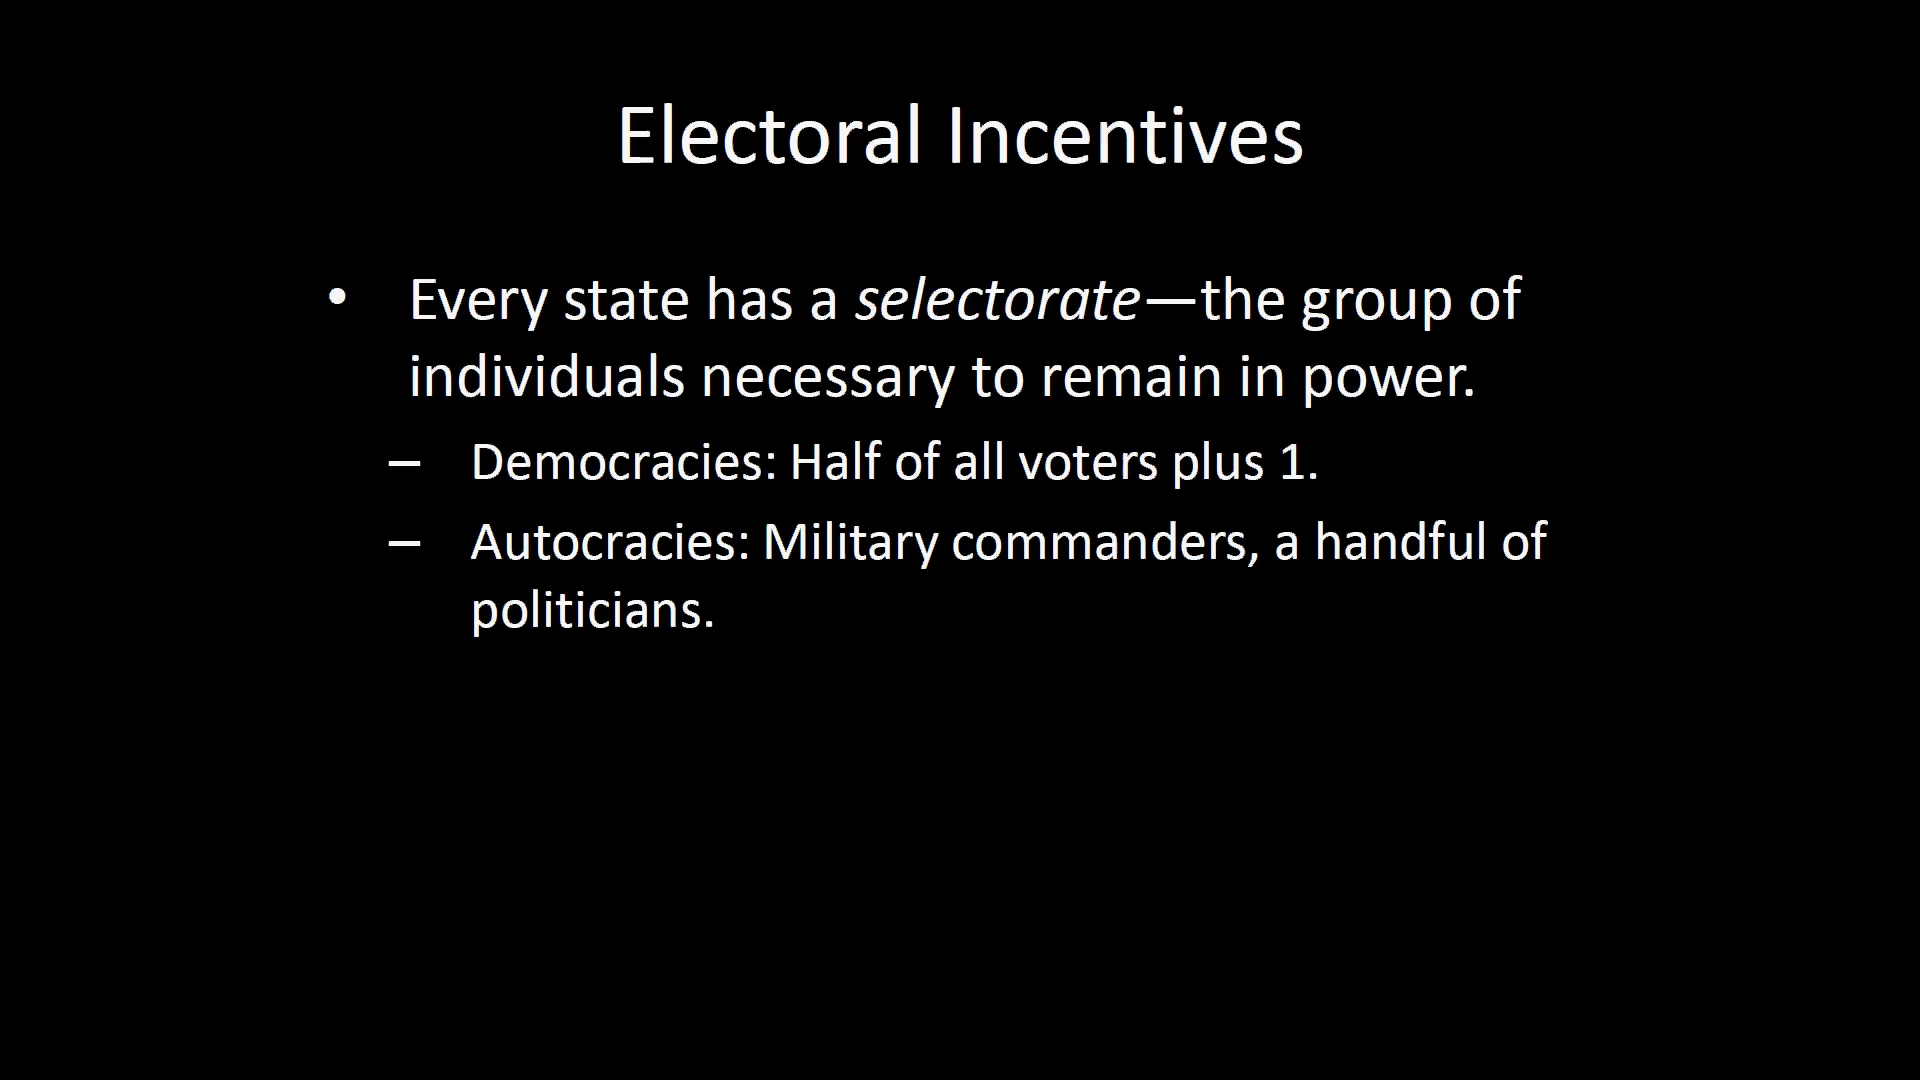 Electoral Incentives
• Every state has a selectorate—the group of
individuals necessary to remain in power.
– Democracies: Half of all voters plus 1.
– Autocracies: Military commanders, a handful of
politicians.